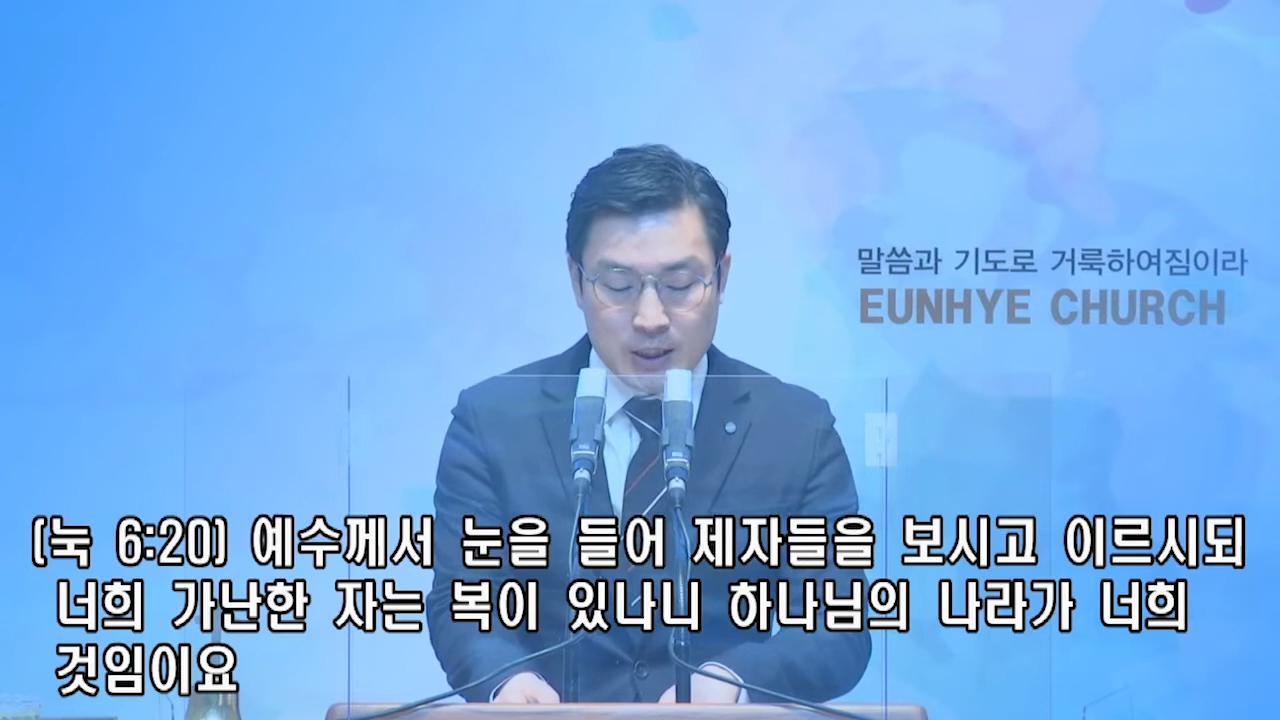 말씀과 기도로 거룩하여짐이라
EUNHYE CHURCH
(눅 6:20) 예수께서 눈을 들어 제자들을 보시고 이르시되
너희 가난한 자는 복이 있나니 하나님의 나라가 너희
것임이요